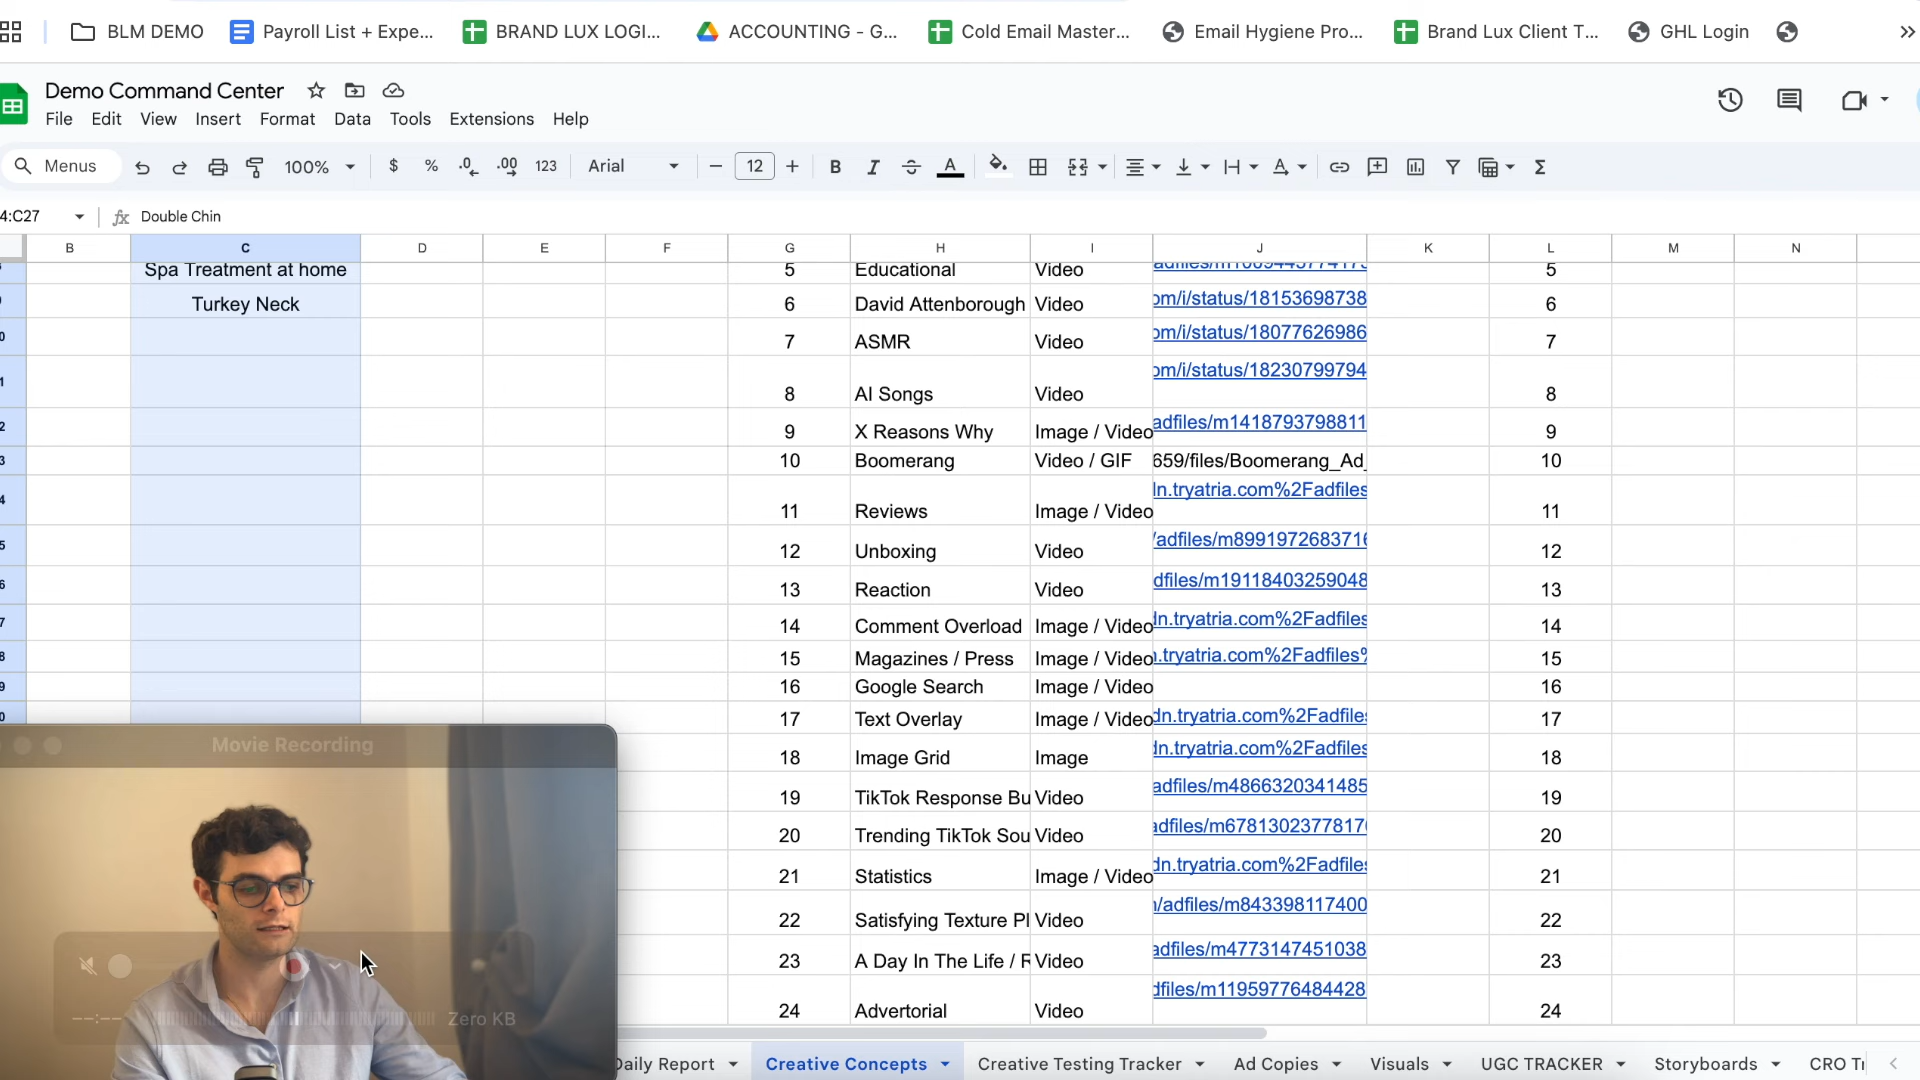 BLM DEMO Payroll List + Expe... BRAND LUX LOGI... ACCOUNTING - G... Cold Email Master... Email Hygiene Pro... Brand Lux Client T... GHL Login »
Demo Command Center
File Edit View Insert Format Data Tools Extensions Help
Menus 100% $ % .0 .00 123 Arial 12 B I A Σ
4:C27 fx Double Chin
B C D E F G H I J K L M N
Spa Treatment at home 5 Educational Video 5
Turkey Neck 6 David Attenborough Video om/i/status/18153698738 6
7 ASMR Video om/i/status/18077626986 7
8 AI Songs Video om/i/status/18230799794 8
9 X Reasons Why Image / Video adfiles/m1418793798811 9
10 Boomerang Video / GIF 659/files/Boomerang_Ad_ 10
11 Reviews Image / Video dn.tryatria.com%2Fadfiles 11
12 Unboxing Video /adfiles/m899197268371 12
13 Reaction Video dfiles/m19118403259048 13
14 Comment Overload Image / Video dn.tryatria.com%2Fadfiles 14
15 Magazines / Press Image / Video n.tryatria.com%2Fadfiles% 15
16 Google Search Image / Video 16
17 Text Overlay Image / Video dn.tryatria.com%2Fadfiles 17
18 Image Grid Image dn.tryatria.com%2Fadfiles 18
19 TikTok Response Bu Video adfiles/m4866320341485 19
20 Trending TikTok Sou Video adfiles/m678130237781 20
21 Statistics Image / Video dn.tryatria.com%2Fadfiles 21
22 Satisfying Texture Pl Video /adfiles/m843398117400 22
23 A Day In The Life / R Video adfiles/m4773147451038 23
24 Advertorial Video dfiles/m11959776484428 24
Movie Recording
--:-- Zero KB
Daily Report Creative Concepts Creative Testing Tracker Ad Copies Visuals UGC TRACKER Storyboards CRO Tr